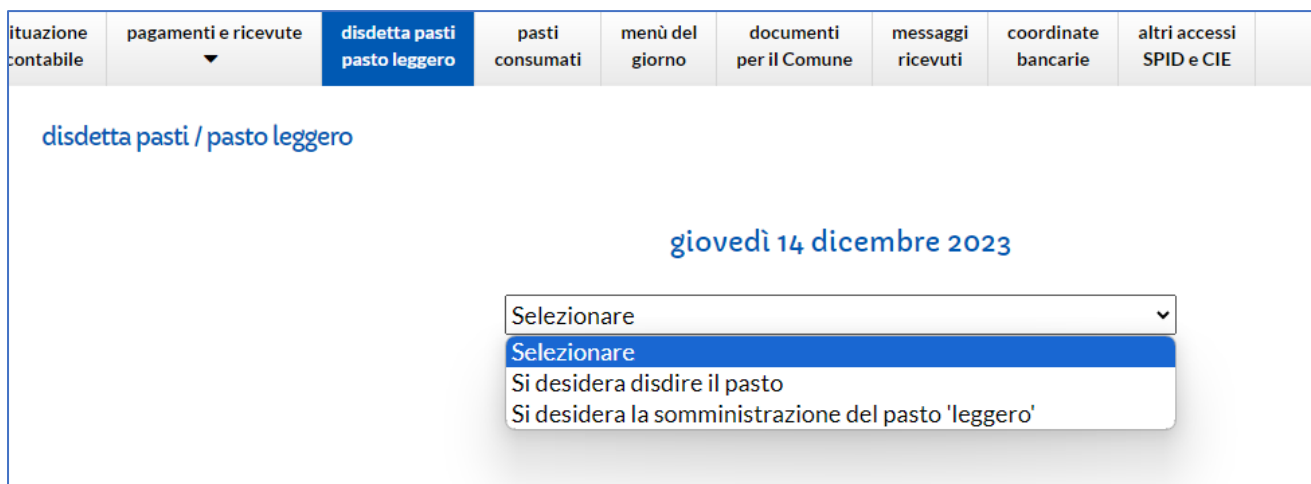 ituazione
contabile
pagamenti e ricevute
disdetta pasti
pasto leggero
pasti
consumati
menù del
giorno
documenti
per il Comune
messaggi
ricevuti
coordinate
bancarie
altri accessi
SPID e CIE
disdetta pasti / pasto leggero
giovedì 14 dicembre 2023
Selezionare
Selezionare
Si desidera disdire il pasto
Si desidera la somministrazione del pasto 'leggero'